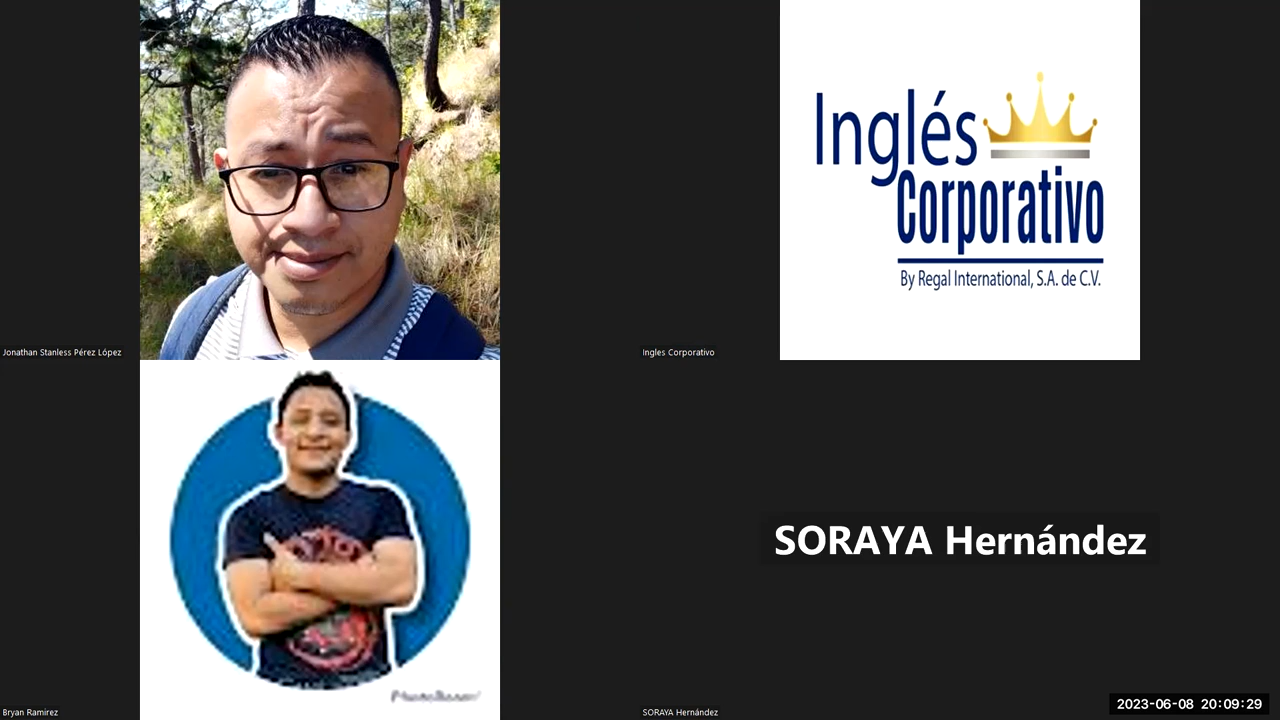 Jonathan Stanless Pérez López
Inglés
Corporativo
By Regal International, S.A. de C.V.
Ingles Corporativo
Bryan Ramirez
SORAYA Hernández
SORAYA Hernández
2023-06-08 20:09:29